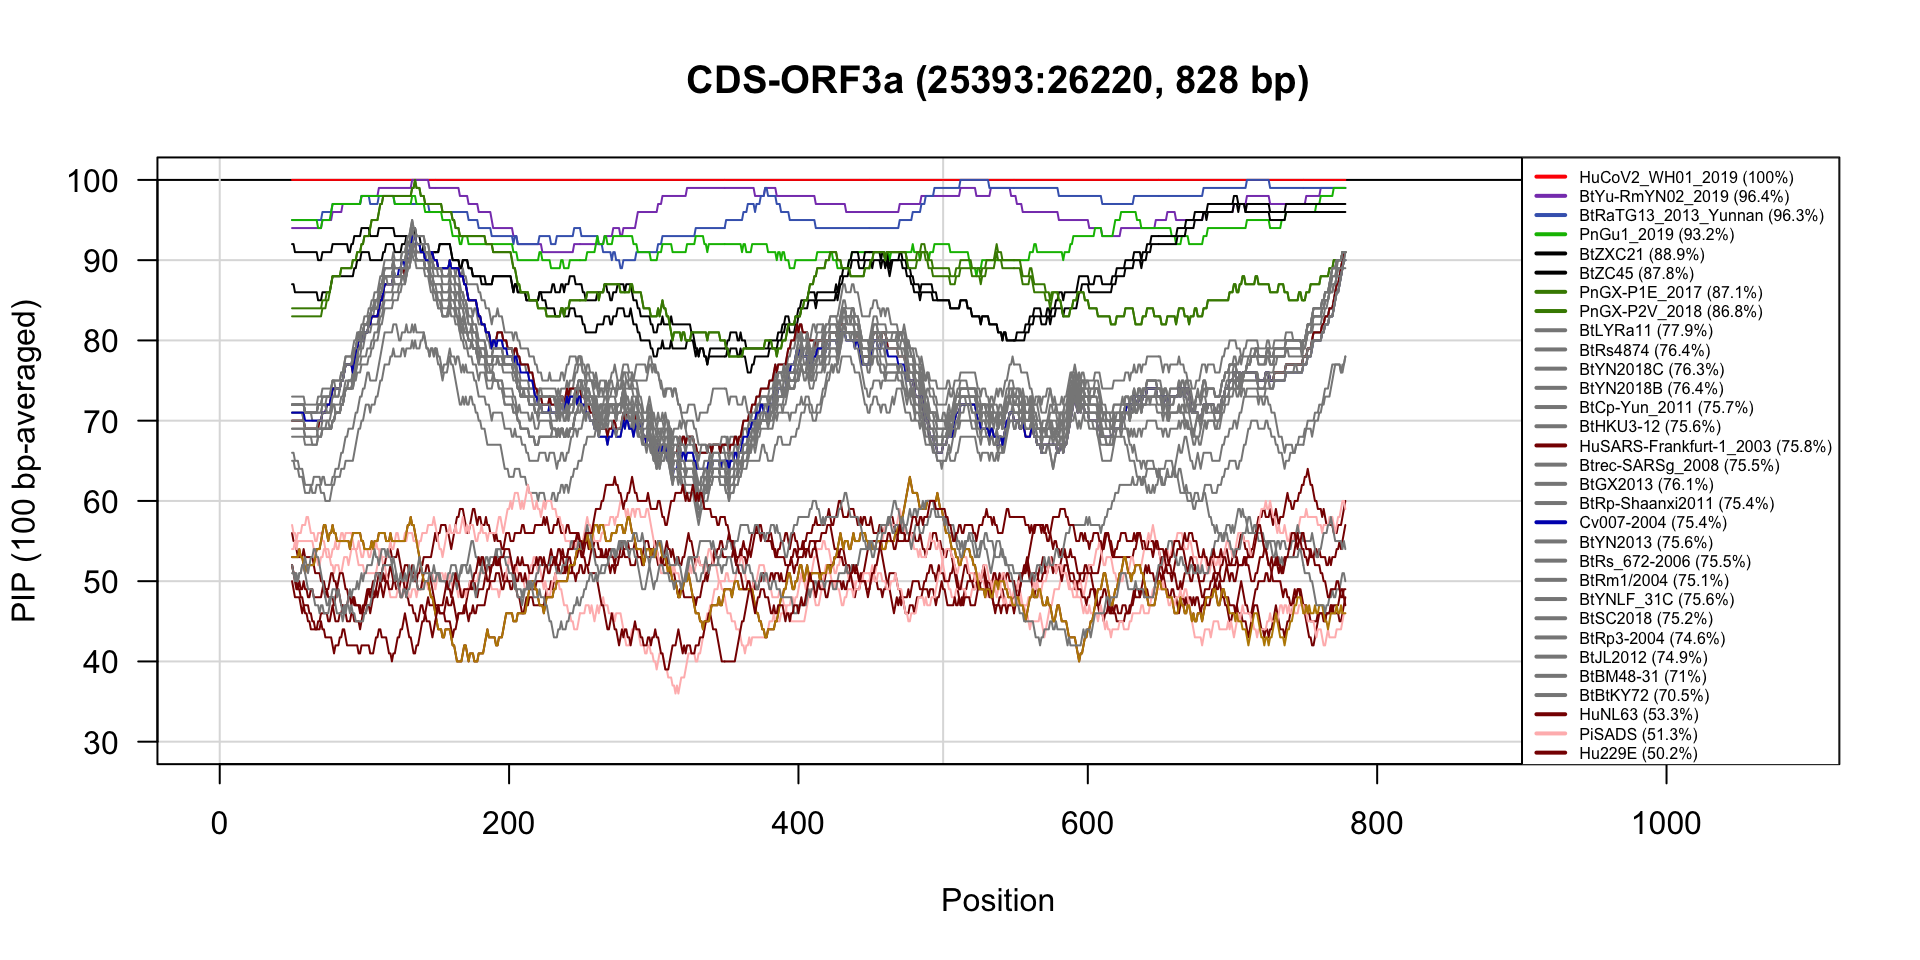 CDS-ORF3a (25393:26220, 828 bp)
PIP (100 bp-averaged)
100
90
80
70
60
50
40
30
0
200
400
600
800
1000
Position
HuCoV2_WH01_2019 (100%)
BtYu-RmYN02_2019 (96.4%)
BtRaTG13_2013_Yunnan (96.3%)
PnGu1_2019 (93.2%)
BtZXC21 (88.9%)
BtZC45 (87.8%)
PnGX-P1E_2017 (87.1%)
PnGX-P2V_2018 (86.8%)
BtLYRa11 (77.9%)
BtRs4874 (76.4%)
BtYN2018C (76.3%)
BtYN2018B (76.4%)
BtCp-Yun_2011 (75.7%)
BtHKU3-12 (75.6%)
HuSARS-Frankfurt-1_2003 (75.8%)
Btrec-SARSg_2008 (75.5%)
BtGX2013 (76.1%)
BtRp-Shaanxi2011 (75.4%)
Cv007-2004 (75.4%)
BtYN2013 (75.6%)
BtRs_672-2006 (75.5%)
BtRm1/2004 (75.1%)
BtYNLF_31C (75.6%)
BtSC2018 (75.2%)
BtRp3-2004 (74.6%)
BtJL2012 (74.9%)
BtBM48-31 (71%)
BtBtKY72 (70.5%)
HuNL63 (53.3%)
PiSADS (51.3%)
Hu229E (50.2%)